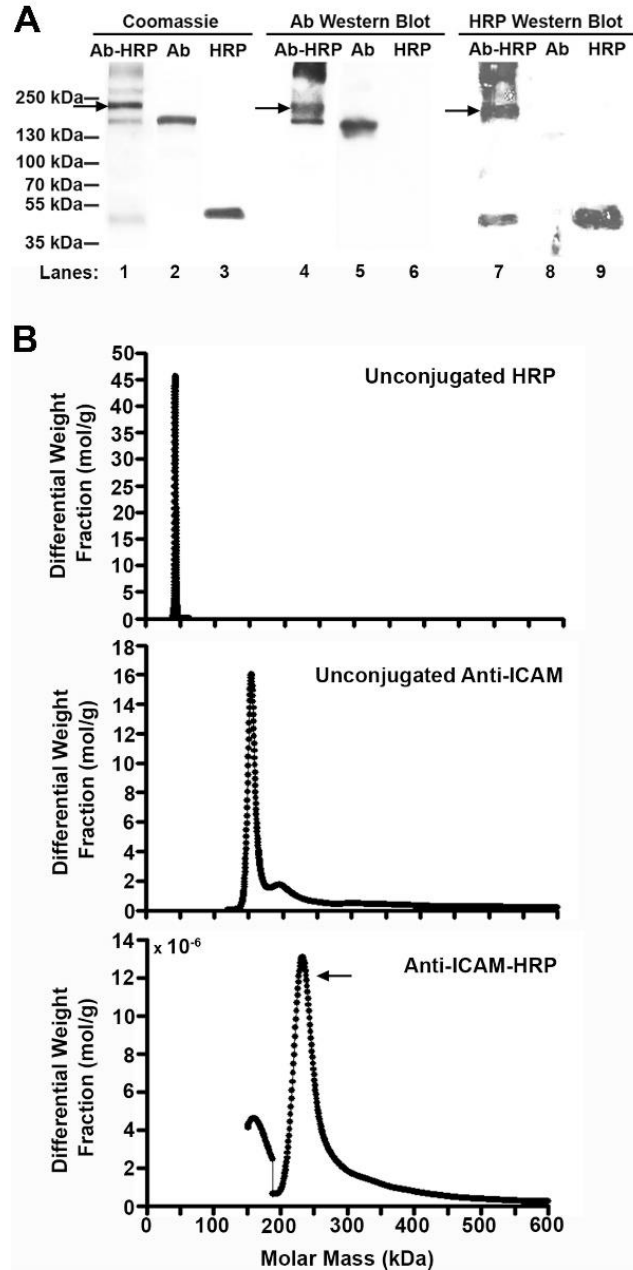 A
Coomassie Ab Western Blot HRP Western Blot
Ab-HRP Ab HRP Ab-HRP Ab HRP Ab-HRP Ab HRP
250 kDa
130 kDa
100 kDa
70 kDa
55 kDa
35 kDa
Lanes: 1 2 3 4 5 6 7 8 9
B
Unconjugated HRP
Differential Weight
Fraction (mol/g)
50
45
40
35
30
25
20
15
10
5
0
Unconjugated Anti-ICAM
Differential Weight
Fraction (mol/g)
18
16
14
12
10
8
6
4
2
0
Anti-ICAM-HRP
x 10-6
Differential Weight
Fraction (mol/g)
14
12
10
8
6
4
2
0
0 100 200 300 400 500 600
Molar Mass (kDa)